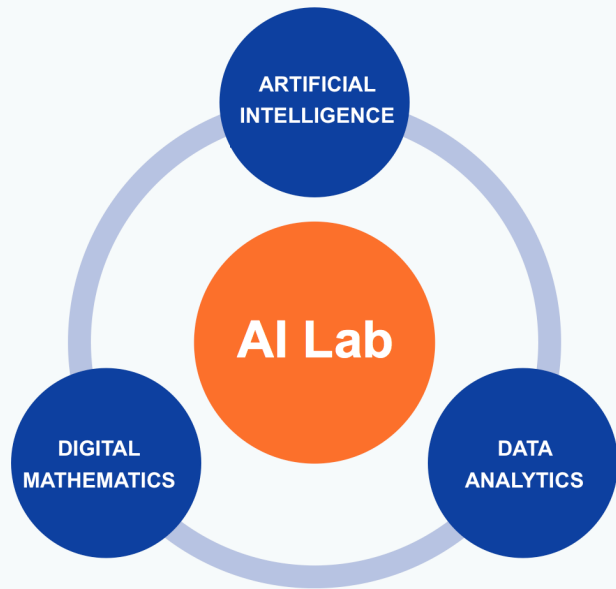 ARTIFICIAL
INTELLIGENCE
AI Lab
DIGITAL
MATHEMATICS
DATA
ANALYTICS